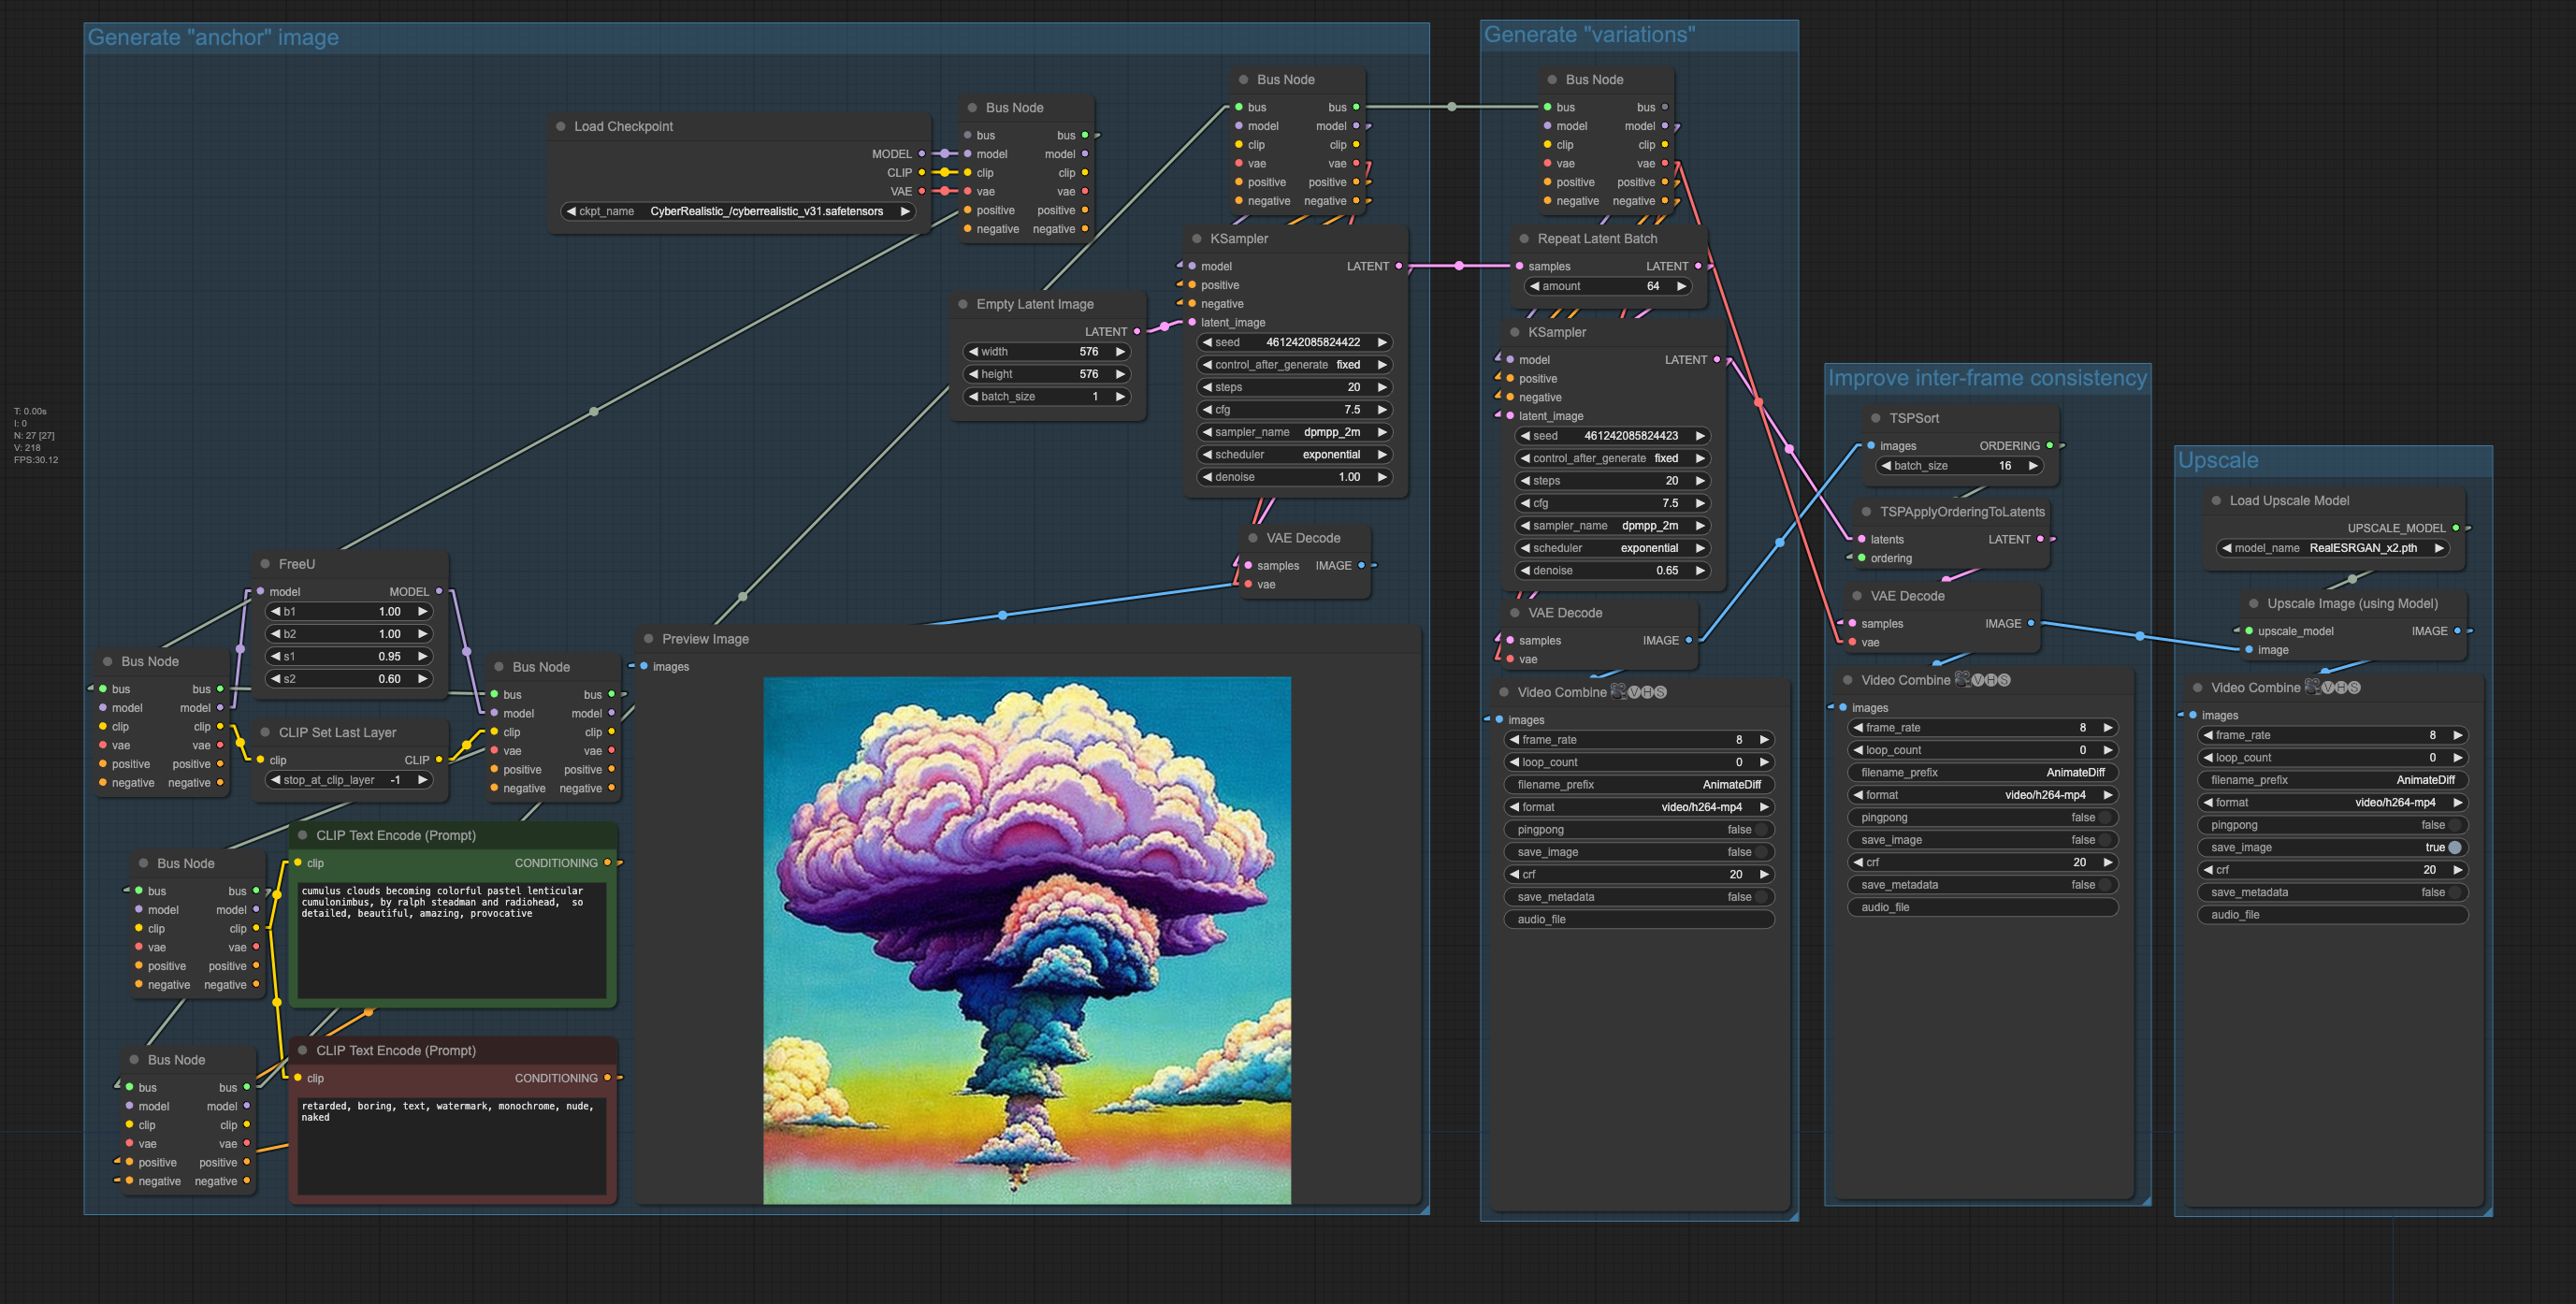 Generate "anchor" image
Load Checkpoint
MODEL
CLIP
VAE
ckpt_name CyberRealistic_/cyberrealistic_v31.safetensors
Bus Node
bus bus
model model
clip clip
vae vae
positive positive
negative negative
Bus Node
bus bus
model model
clip clip
vae vae
positive positive
negative negative
Empty Latent Image
LATENT
width 576
height 576
batch_size 1
KSampler
model LATENT
positive
negative
latent_image
seed 461242085824422
control_after_generate fixed
steps 20
cfg 7.5
sampler_name dpmpp_2m
scheduler exponential
denoise 1.00
VAE Decode
samples IMAGE
vae
T: 0.00s
I: 0
N: 27 [27]
V: 218
FPS:30.12
FreeU
model MODEL
b1 1.00
b2 1.00
s1 0.95
s2 0.60
Bus Node
bus bus
model model
clip clip
vae vae
positive positive
negative negative
CLIP Set Last Layer
clip CLIP
stop_at_clip_layer -1
Bus Node
bus bus
model model
clip clip
vae vae
positive positive
negative negative
Bus Node
bus bus
model model
clip clip
vae vae
positive positive
negative negative
CLIP Text Encode (Prompt)
clip CONDITIONING
cumulus clouds becoming colorful pastel lenticular
cumulonimbus, by ralph steadman and radiohead,  so
detailed, beautiful, amazing, provocative
Bus Node
bus bus
model model
clip clip
vae vae
positive positive
negative negative
CLIP Text Encode (Prompt)
clip CONDITIONING
retarded, boring, text, watermark, monochrome, nude,
naked
Preview Image
images
Generate "variations"
Bus Node
bus bus
model model
clip clip
vae vae
positive positive
negative negative
Repeat Latent Batch
samples LATENT
amount 64
KSampler
model LATENT
positive
negative
latent_image
seed 461242085824423
control_after_generate fixed
steps 20
cfg 7.5
sampler_name dpmpp_2m
scheduler exponential
denoise 0.65
VAE Decode
samples IMAGE
vae
Video Combine 🎥🅥🅗🅢
images
frame_rate 8
loop_count 0
filename_prefix AnimateDiff
format video/h264-mp4
pingpong false
save_image false
crf 20
save_metadata false
audio_file
Improve inter-frame consistency
TSPSort
images ORDERING
batch_size 16
TSPApplyOrderingToLatents
latents LATENT
ordering
VAE Decode
samples IMAGE
vae
Video Combine 🎥🅥🅗🅢
images
frame_rate 8
loop_count 0
filename_prefix AnimateDiff
format video/h264-mp4
pingpong false
save_image false
crf 20
save_metadata false
audio_file
Upscale
Load Upscale Model
UPSCALE_MODEL
model_name RealESRGAN_x2.pth
Upscale Image (using Model)
upscale_model IMAGE
image
Video Combine 🎥🅥🅗🅢
images
frame_rate 8
loop_count 0
filename_prefix AnimateDiff
format video/h264-mp4
pingpong false
save_image true
crf 20
save_metadata false
audio_file